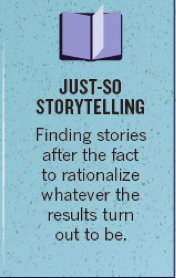 JUST-SO
STORYTELLING
Finding stories
after the fact
to rationalize
whatever the
results turn
out to be.